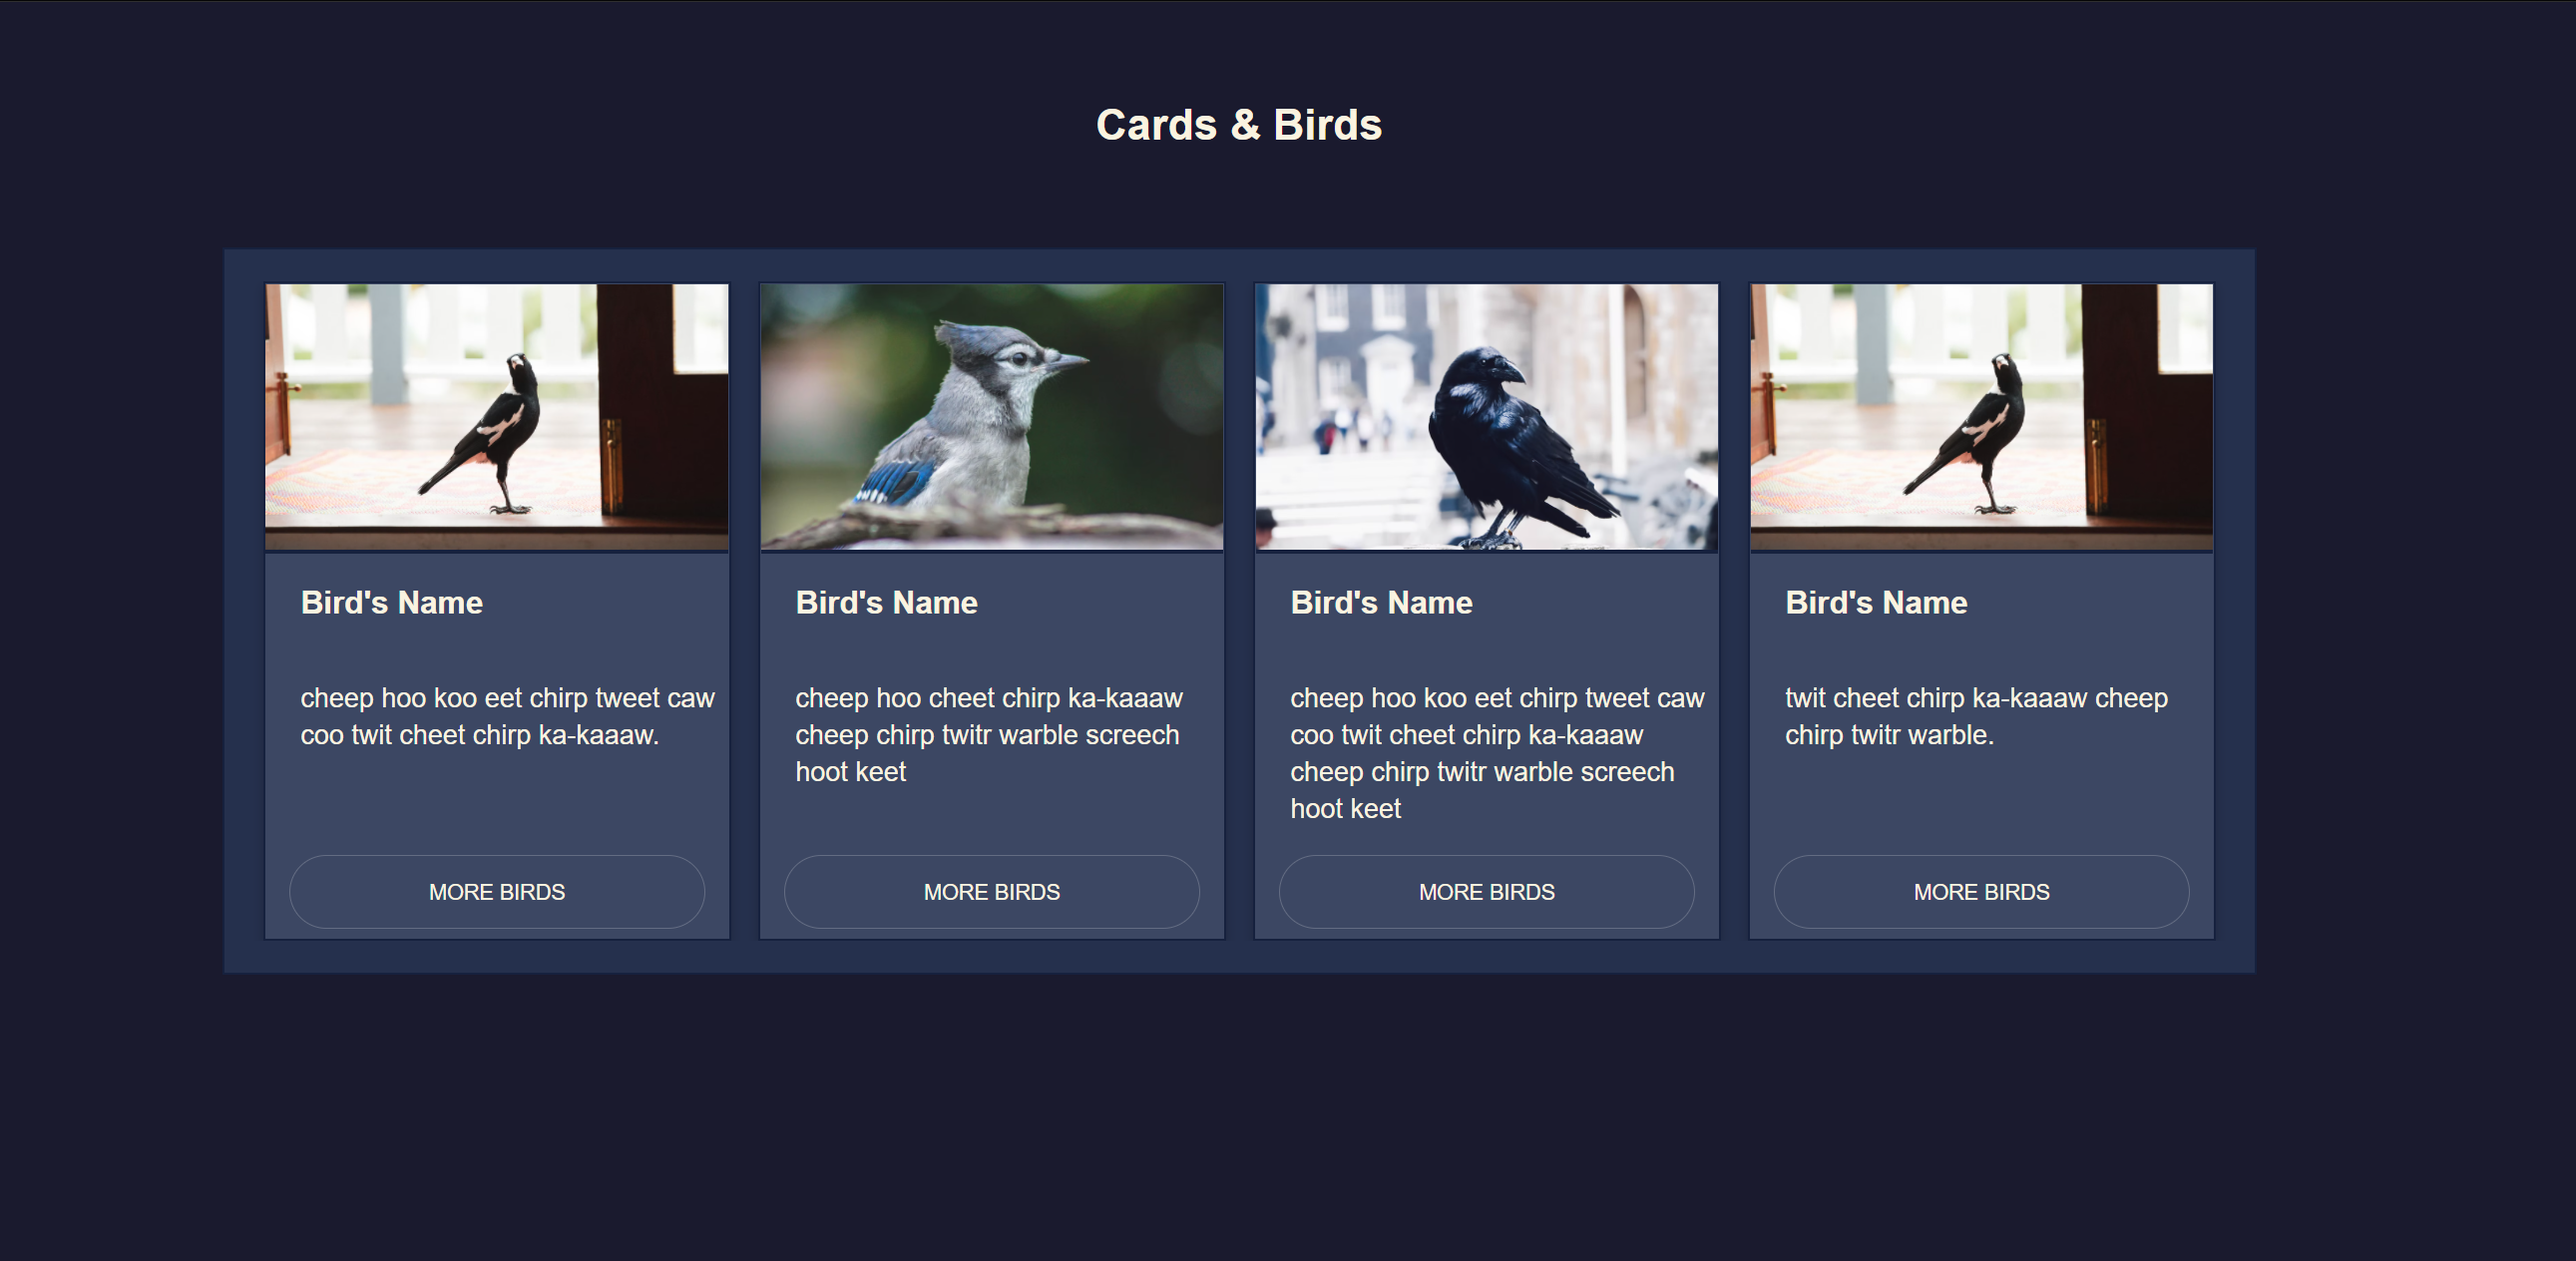 Cards & Birds
Bird's Name
cheep hoo koo eet chirp tweet caw
coo twit cheet chirp ka-kaaaw.
MORE BIRDS
Bird's Name
cheep hoo cheet chirp ka-kaaaw
cheep chirp twitr warble screech
hoot keet
MORE BIRDS
Bird's Name
cheep hoo koo eet chirp tweet caw
coo twit cheet chirp ka-kaaaw
cheep chirp twitr warble screech
hoot keet
MORE BIRDS
Bird's Name
twit cheet chirp ka-kaaaw cheep
chirp twitr warble.
MORE BIRDS